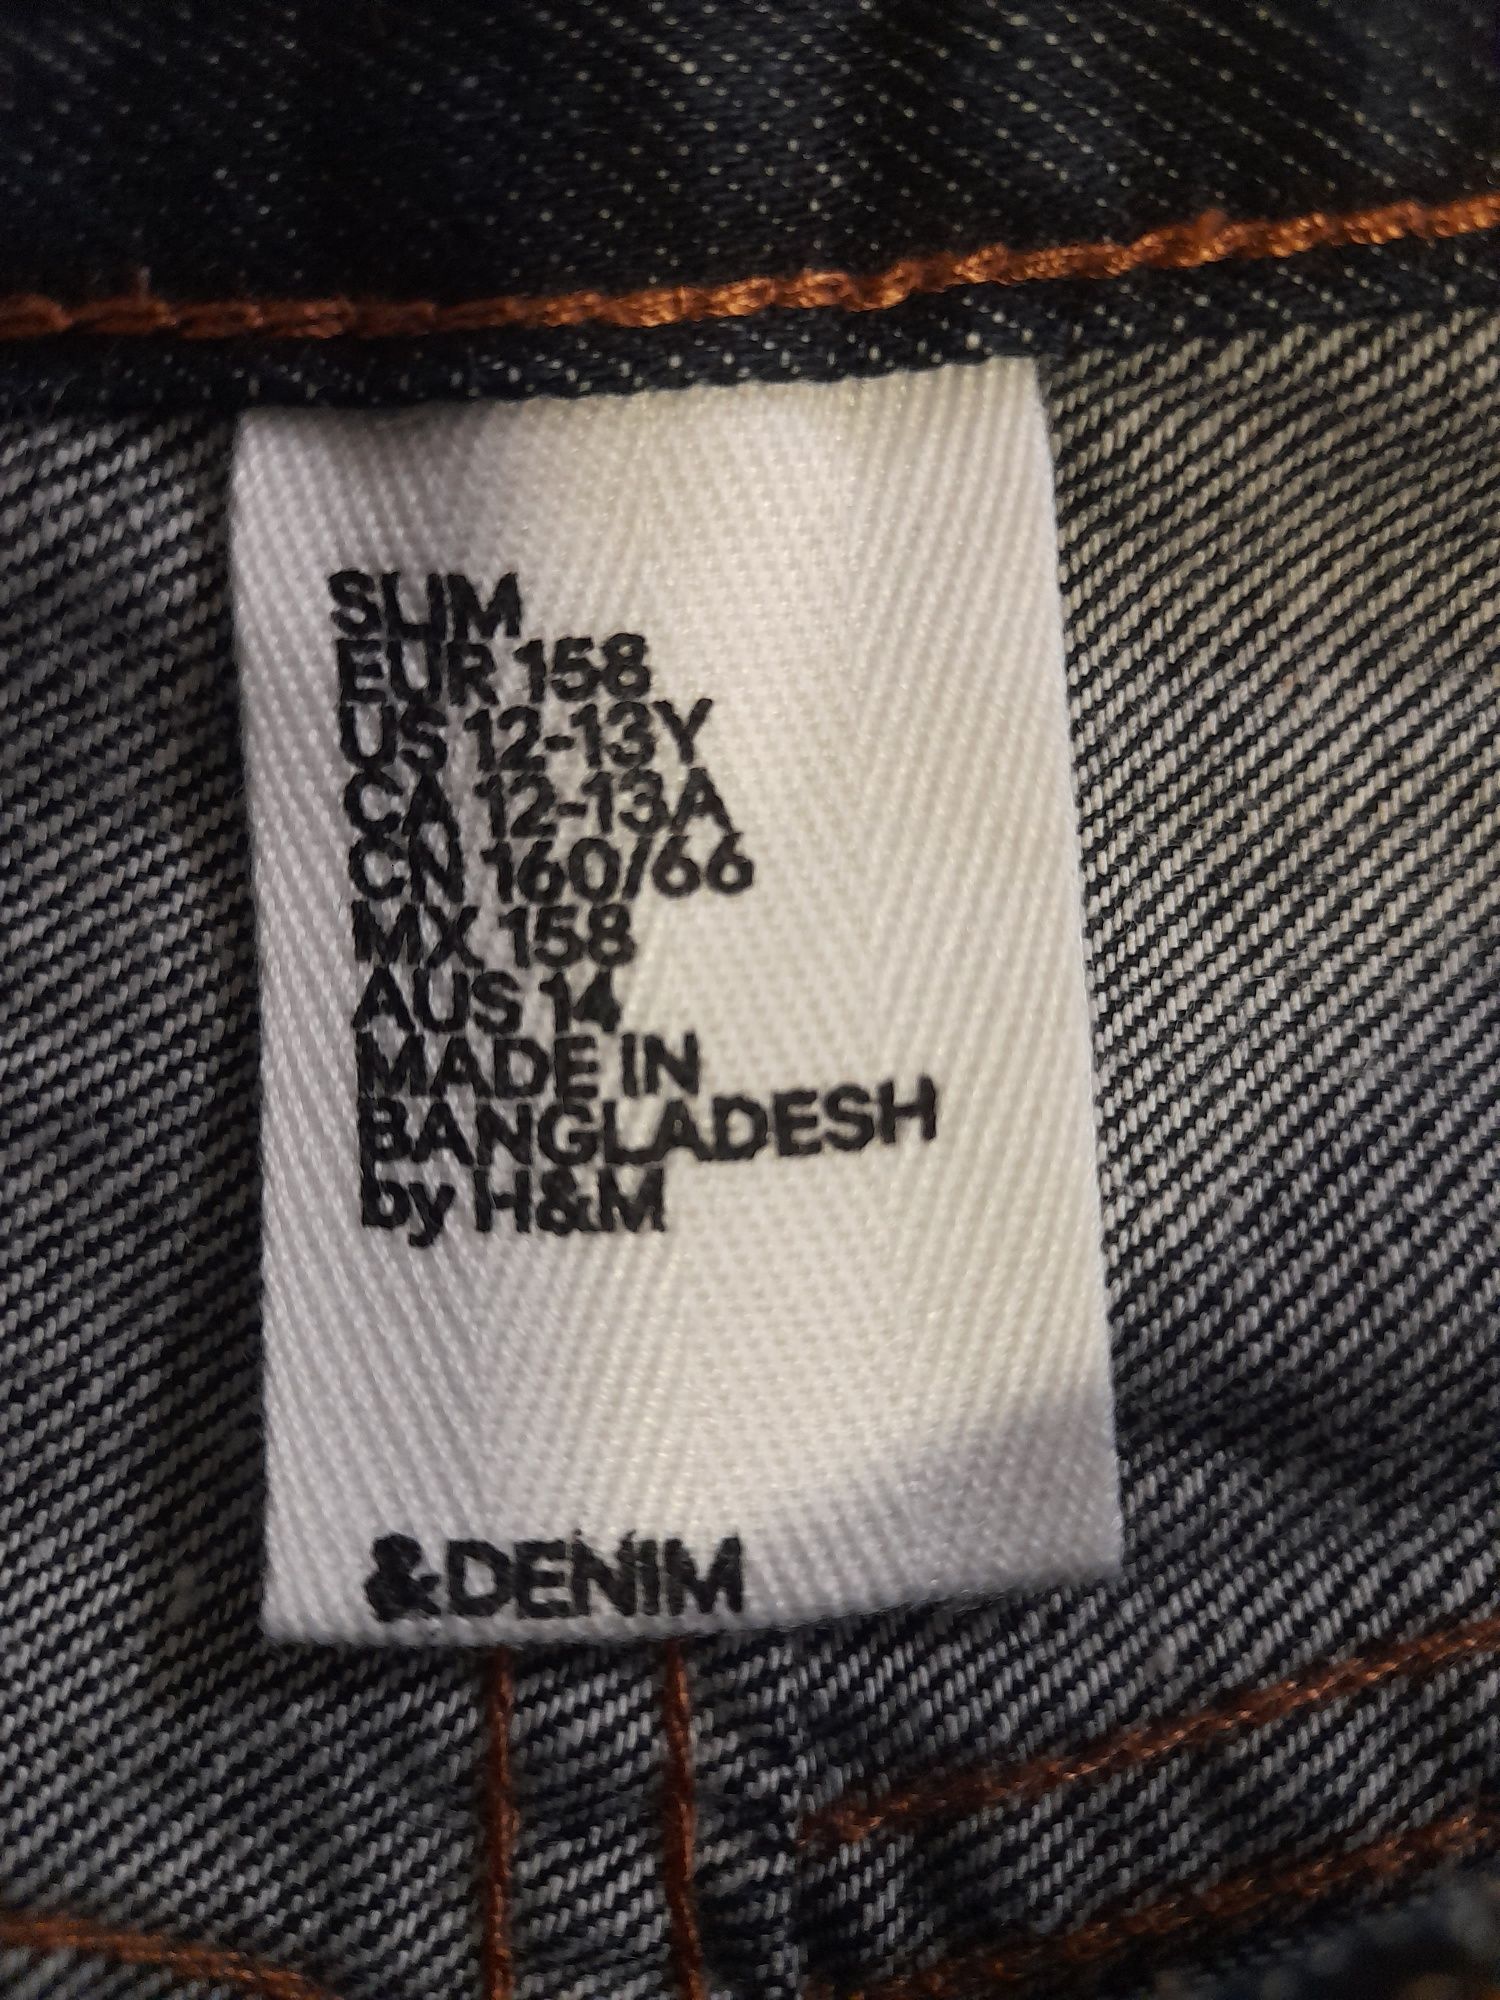 SLIM
EUR 158
US 12-13Y
CA 12-13A
CN 160/66
MX 158
AUS 14
MADE IN
BANGLADESH
by H&M
&DENIM